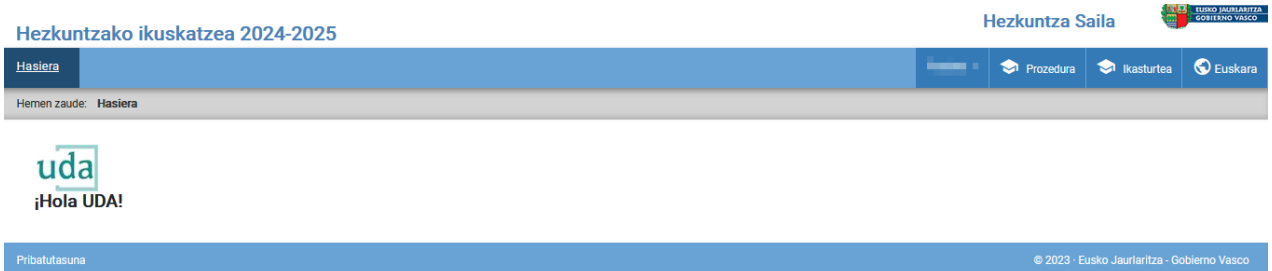 Hezkuntzako ikuskatzea 2024-2025
Hezkuntza Saila
EUSKO JAURLARITZA
GOBIERNO VASCO
Hasiera
Prozedura
Ikasturtea
Euskara
Hemen zaude: Hasiera
uda
¡Hola UDA!
Pribatutasuna
© 2023 · Eusko Jaurlaritza - Gobierno Vasco